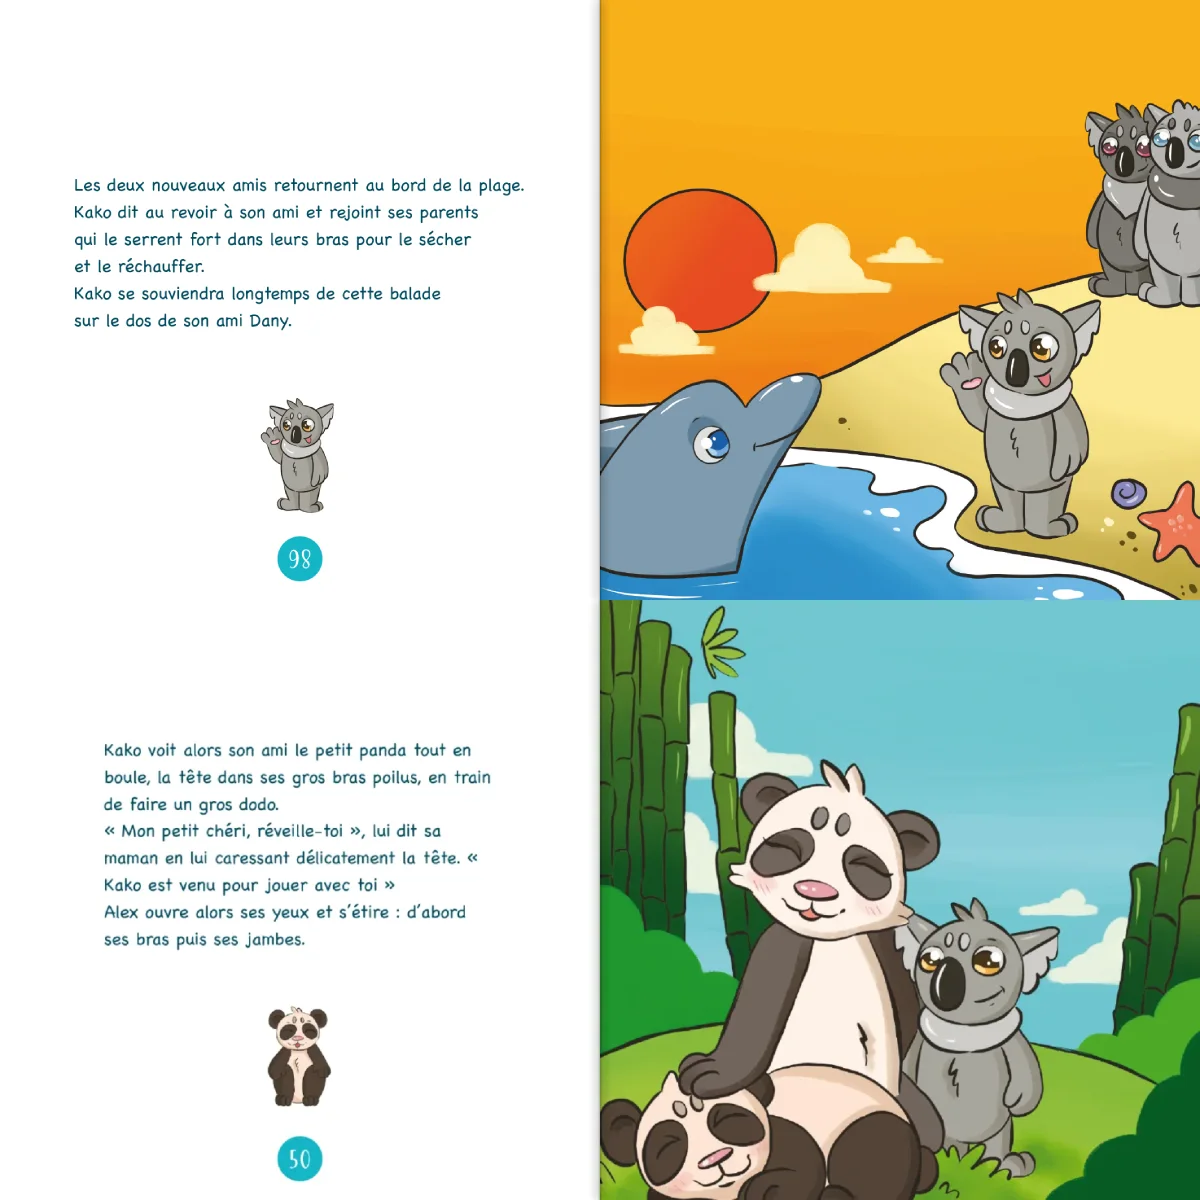 Les deux nouveaux amis retournent au bord de la plage.
Kako dit au revoir à son ami et rejoint ses parents
qui le serrent fort dans leurs bras pour le sécher
et le réchauffer.
Kako se souviendra longtemps de cette balade
sur le dos de son ami Dany.
98
Kako voit alors son ami le petit panda tout en
boule, la tête dans ses gros bras poilus, en train
de faire un gros dodo.
« Mon petit chéri, réveille-toi », lui dit sa
maman en lui caressant délicatement la tête. «
Kako est venu pour jouer avec toi »
Alex ouvre alors ses yeux et s'étire : d'abord
ses bras puis ses jambes.
50